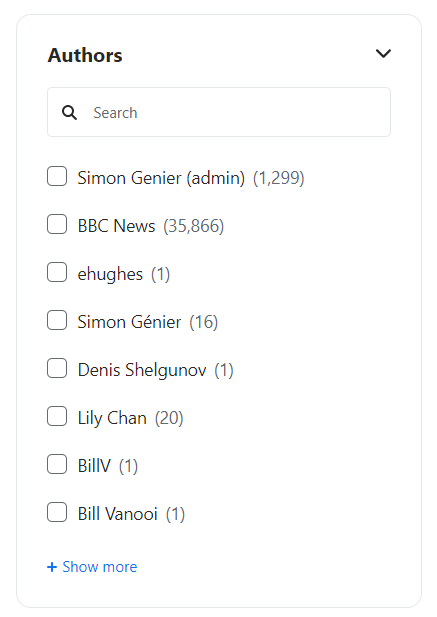 Authors
Search
Simon Genier (admin) (1,299)
BBC News (35,866)
ehughes (1)
Simon Génier (16)
Denis Shelgunov (1)
Lily Chan (20)
BillV (1)
Bill Vanooi (1)
+ Show more